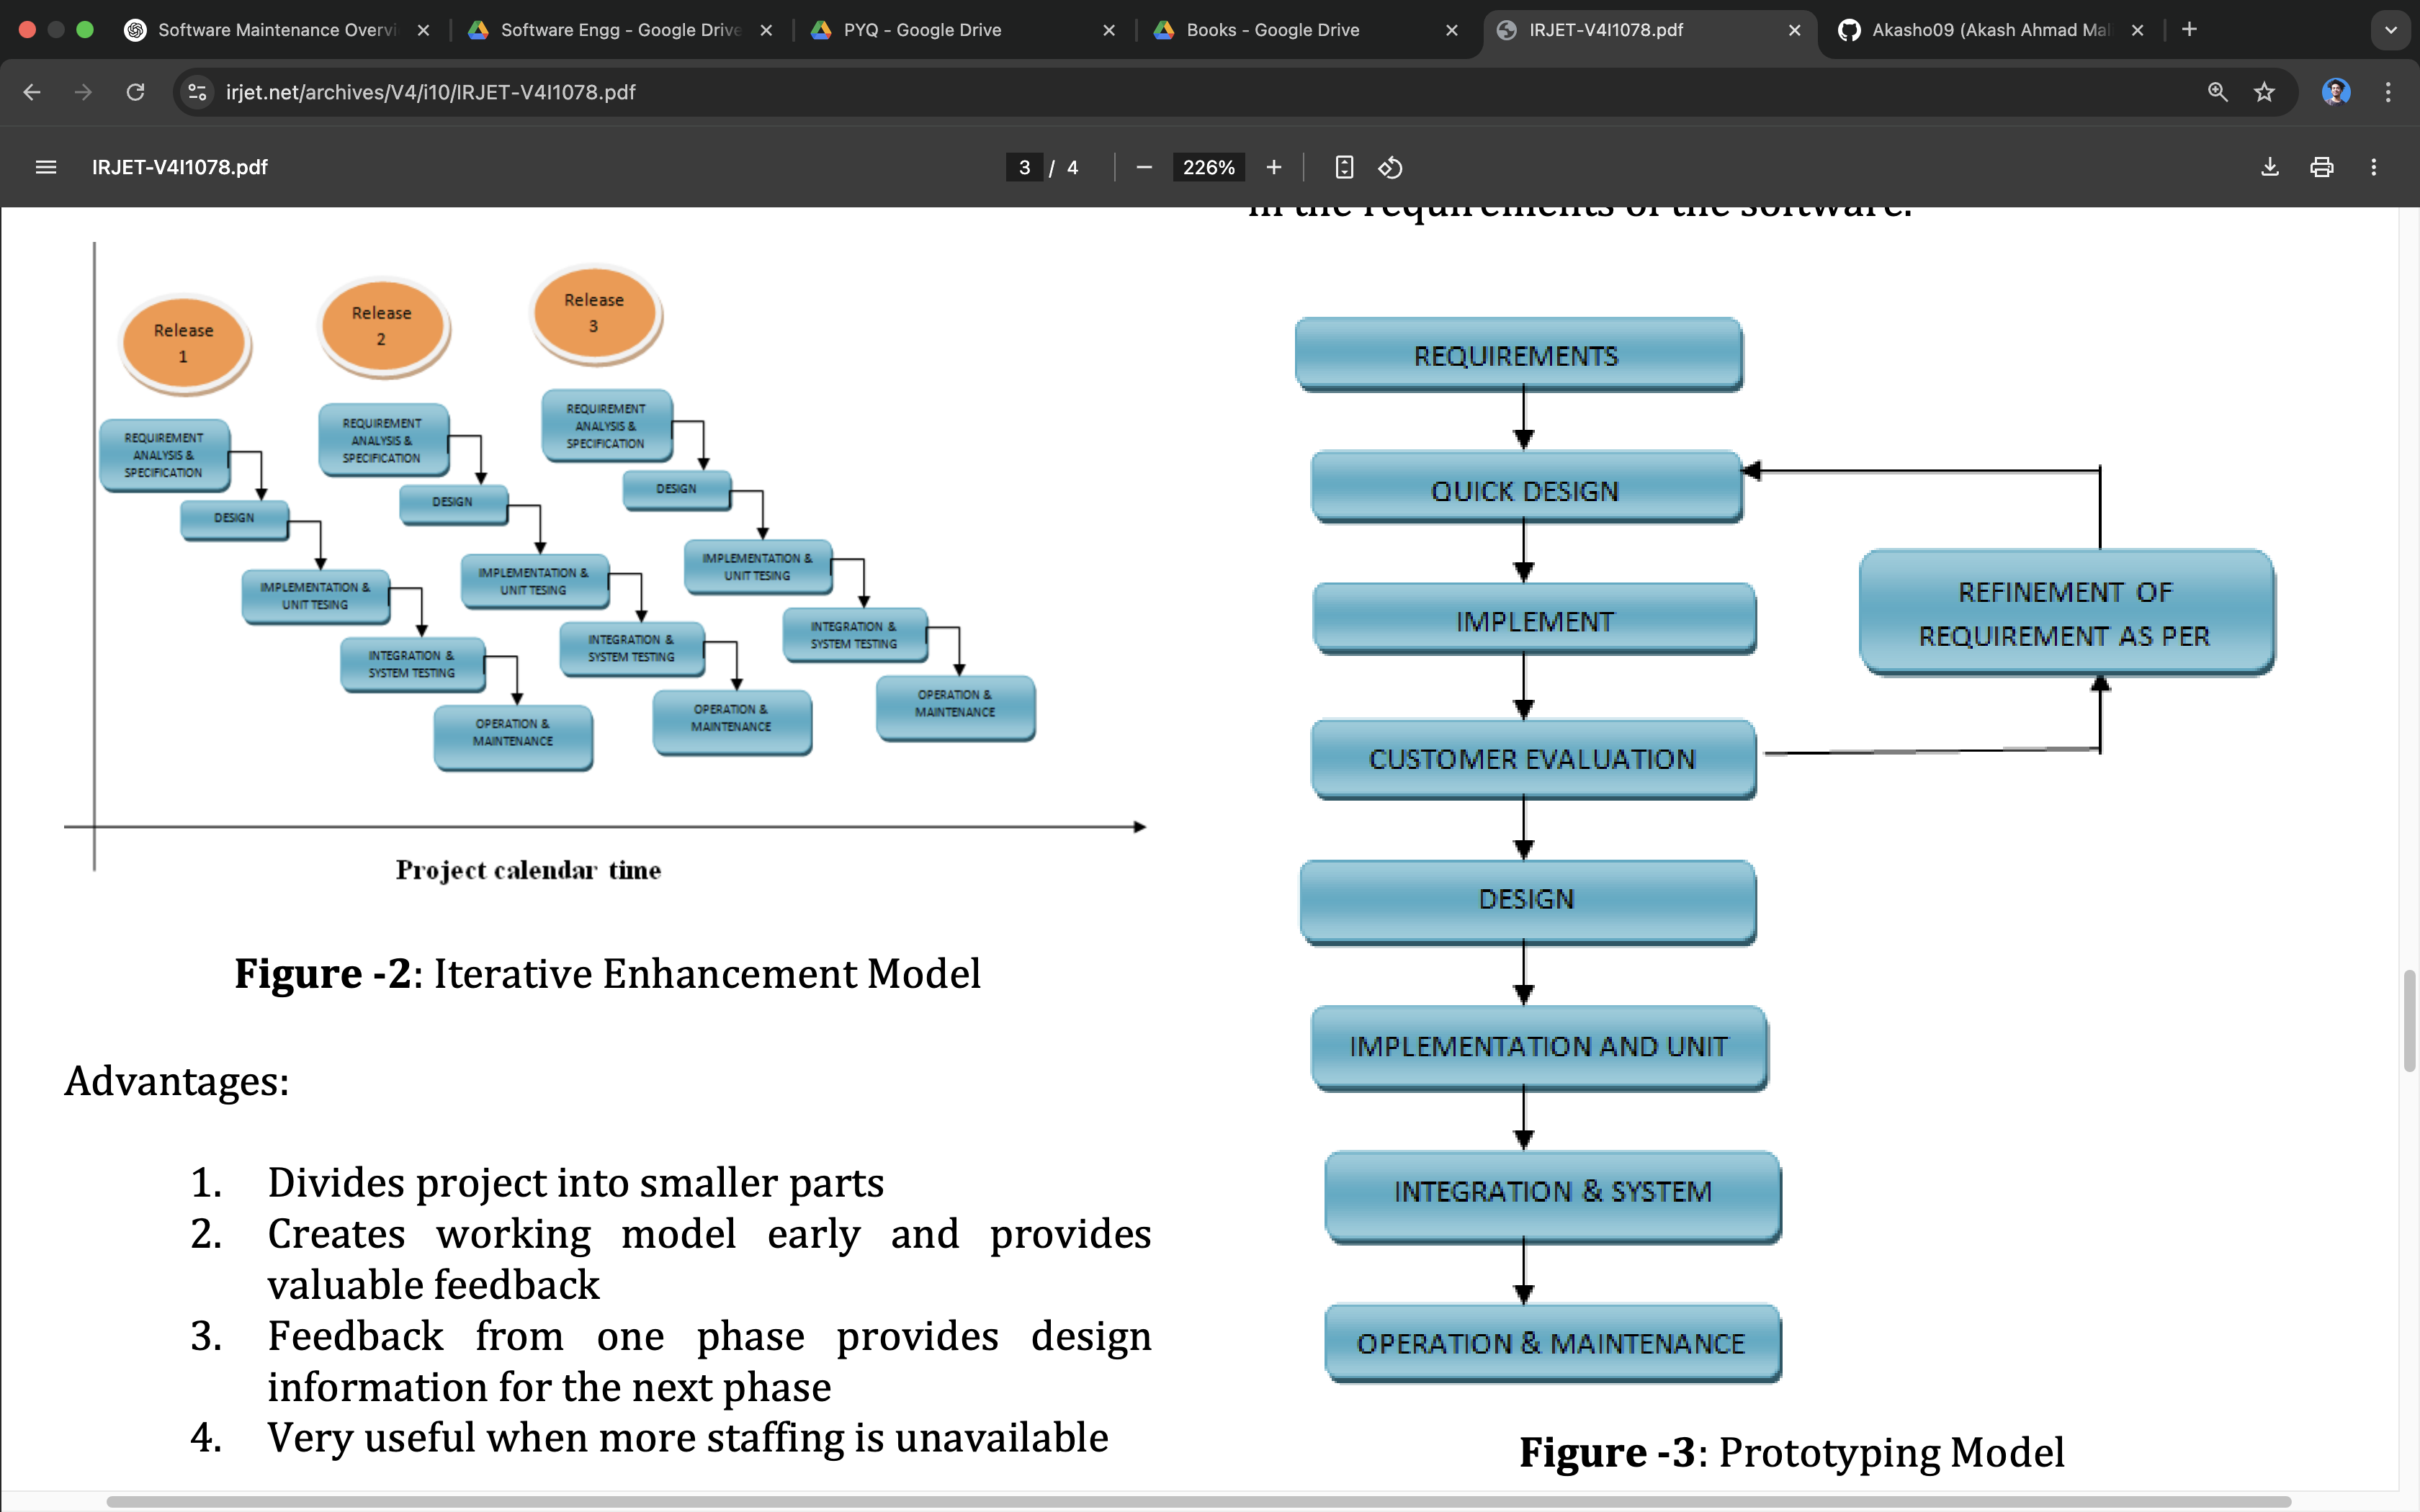 Software Maintenance Overvi
Software Engg - Google Drive
PYQ - Google Drive
Books - Google Drive
IRJET-V4I1078.pdf
Akasho09 (Akash Ahmad Mal
irjet.net/archives/V4/i10/IRJET-V4I1078.pdf
IRJET-V4I1078.pdf
3 / 4
226%
in the requirements of the software.
Release
1
Release
2
Release
3
REQUIREMENT
ANALYSIS &
SPECIFICATION
DESIGN
IMPLEMENTATION &
UNIT TESING
INTEGRATION &
SYSTEM TESTING
OPERATION &
MAINTENANCE
REQUIREMENT
ANALYSIS &
SPECIFICATION
DESIGN
IMPLEMENTATION &
UNIT TESING
INTEGRATION &
SYSTEM TESTING
OPERATION &
MAINTENANCE
REQUIREMENT
ANALYSIS &
SPECIFICATION
DESIGN
IMPLEMENTATION &
UNIT TESING
INTEGRATION &
SYSTEM TESTING
OPERATION &
MAINTENANCE
Project calendar time
Figure -2: Iterative Enhancement Model
Advantages:
1. Divides project into smaller parts
2. Creates working model early and provides
valuable feedback
3. Feedback from one phase provides design
information for the next phase
4. Very useful when more staffing is unavailable
REQUIREMENTS
QUICK DESIGN
IMPLEMENT
CUSTOMER EVALUATION
REFINEMENT OF
REQUIREMENT AS PER
DESIGN
IMPLEMENTATION AND UNIT
INTEGRATION & SYSTEM
OPERATION & MAINTENANCE
Figure -3: Prototyping Model